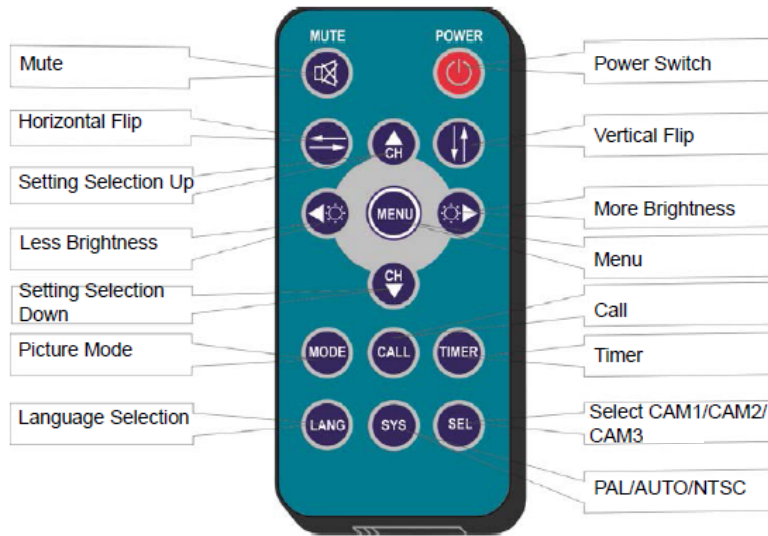 MUTE
POWER
Mute
Power Switch
Horizontal Flip
Vertical Flip
CH
Setting Selection Up
MENU
More Brightness
Less Brightness
Menu
CH
Setting Selection
Down
Call
Picture Mode
MODE
CALL
TIMER
Timer
Language Selection
LANG
SYS
SEL
Select CAM1/CAM2/
CAM3
PAL/AUTO/NTSC